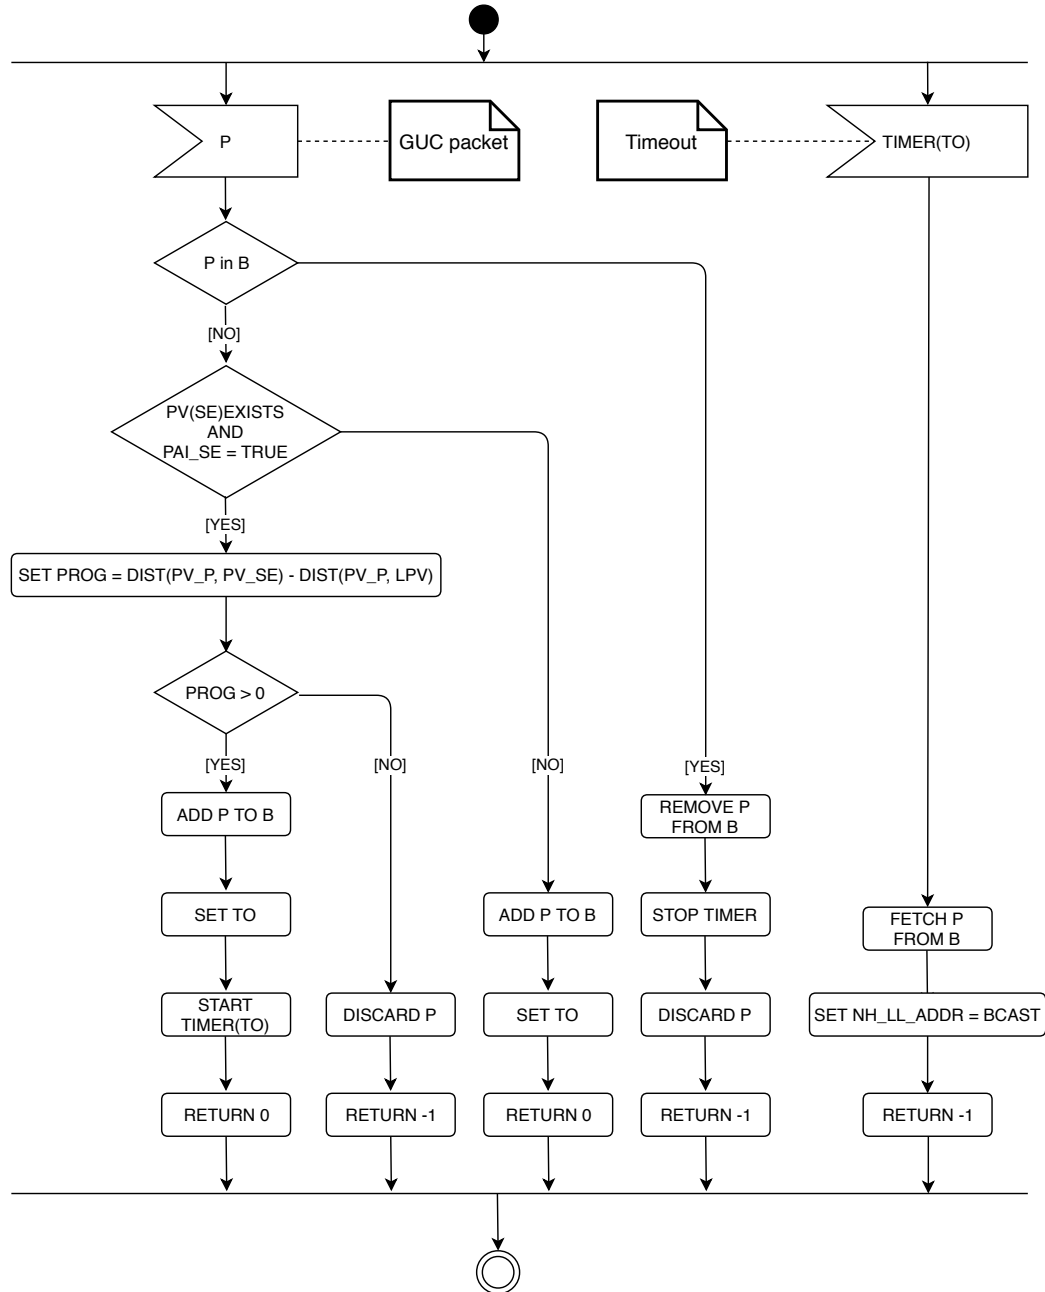 P
GUC packet
Timeout
TIMER(TO)
P in B
[NO]
PV(SE)EXISTS
AND
PAI_SE = TRUE
[YES]
SET PROG = DIST(PV_P, PV_SE) - DIST(PV_P, LPV)
PROG > 0
[YES]
[NO]
[NO]
[YES]
ADD P TO B
REMOVE P
FROM B
SET TO
ADD P TO B
STOP TIMER
FETCH P
FROM B
START
TIMER(TO)
DISCARD P
SET TO
DISCARD P
SET NH_LL_ADDR = BCAST
RETURN 0
RETURN -1
RETURN 0
RETURN -1
RETURN -1